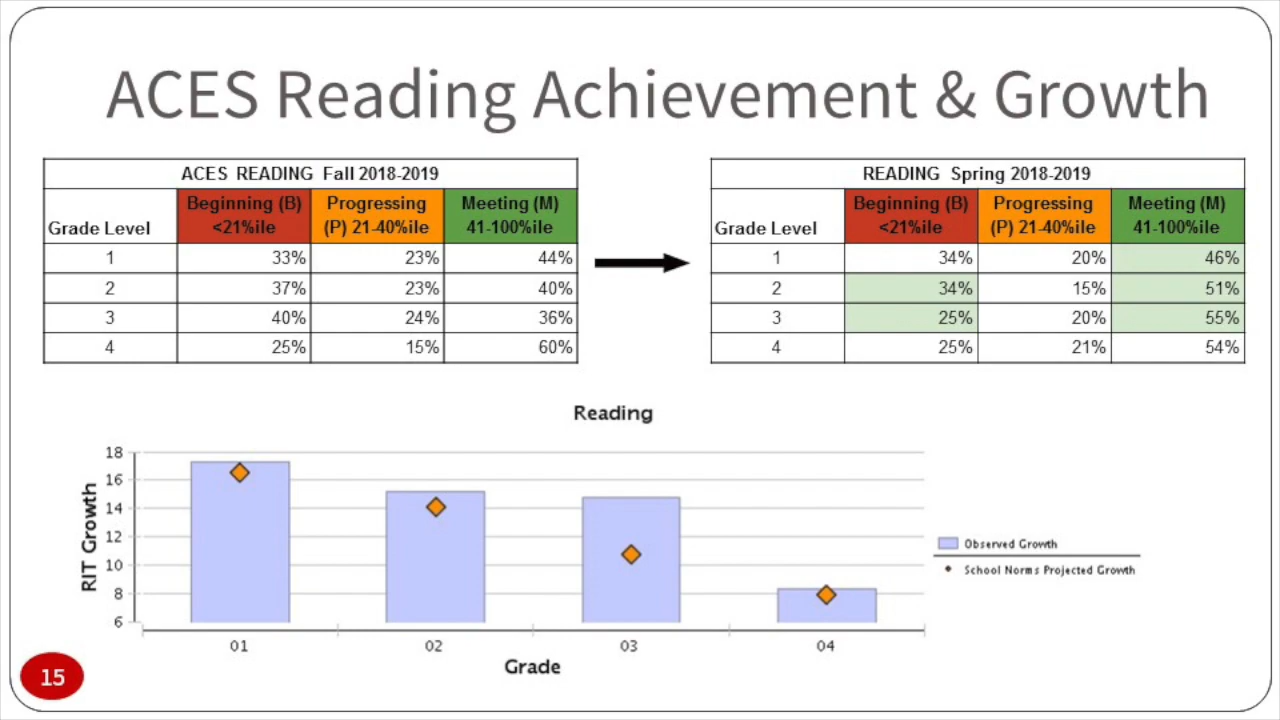 ACES Reading Achievement & Growth
ACES READING Fall 2018-2019
Grade Level Beginning (B) <21%ile Progressing (P) 21-40%ile Meeting (M) 41-100%ile
1 33% 23% 44%
2 37% 23% 40%
3 40% 24% 36%
4 25% 15% 60%
READING Spring 2018-2019
Grade Level Beginning (B) <21%ile Progressing (P) 21-40%ile Meeting (M) 41-100%ile
1 34% 20% 46%
2 34% 15% 51%
3 25% 20% 55%
4 25% 21% 54%
Reading
RIT Growth
18
16
14
12
10
8
6
01 02 03 04
Grade
Observed Growth
School Norms Projected Growth
15